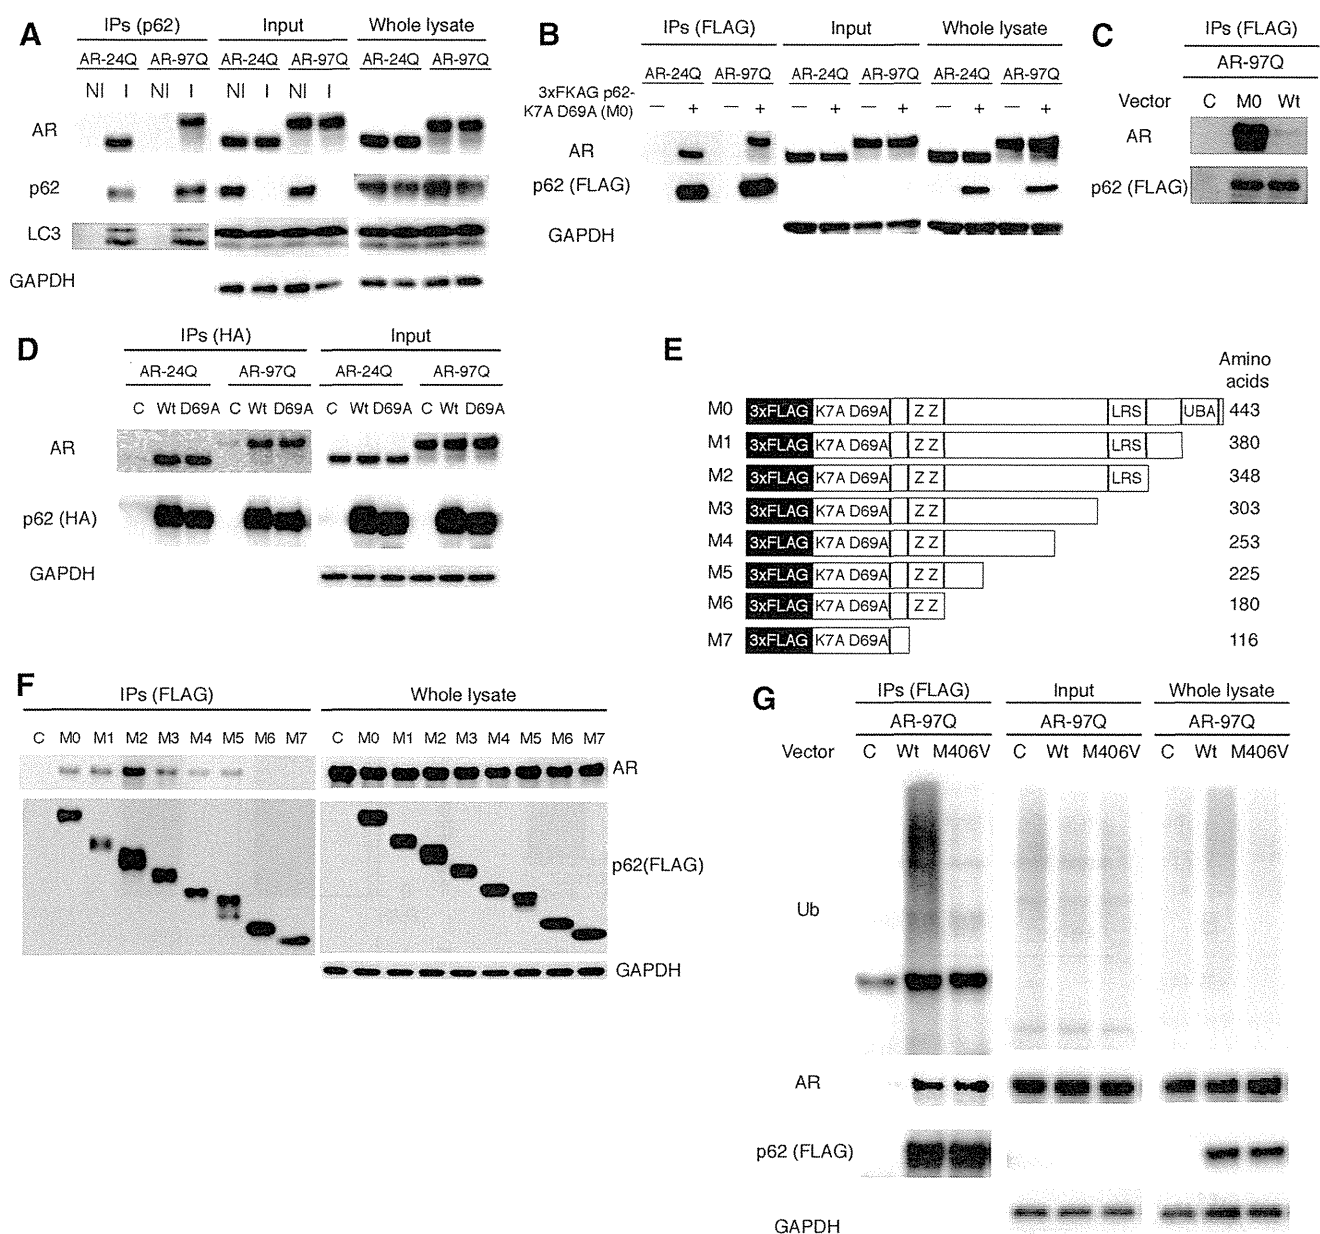 A
IPs (p62) Input Whole lysate
AR-24Q AR-97Q AR-24Q AR-97Q AR-24Q AR-97Q
NI I NI I NI I NI I
AR
p62
LC3
GAPDH
B
IPs (FLAG) Input Whole lysate
AR-24Q AR-97Q AR-24Q AR-97Q AR-24Q AR-97Q
3xFKAG p62-
K7A D69A (M0) — + — + — + — + — + — +
AR
p62 (FLAG)
GAPDH
C
IPs (FLAG)
AR-97Q
Vector C M0 Wt
AR
p62 (FLAG)
D
IPs (HA) Input
AR-24Q AR-97Q AR-24Q AR-97Q
C Wt D69A C Wt D69A C Wt D69A C Wt D69A
AR
p62 (HA)
GAPDH
E
Amino
acids
M0 3xFLAG K7A D69A Z Z LRS UBA 443
M1 3xFLAG K7A D69A Z Z LRS 380
M2 3xFLAG K7A D69A Z Z LRS 348
M3 3xFLAG K7A D69A Z Z 303
M4 3xFLAG K7A D69A Z Z 253
M5 3xFLAG K7A D69A Z Z 225
M6 3xFLAG K7A D69A Z Z 180
M7 3xFLAG K7A D69A 116
F
IPs (FLAG) Whole lysate
C M0 M1 M2 M3 M4 M5 M6 M7 C M0 M1 M2 M3 M4 M5 M6 M7
AR
p62(FLAG)
GAPDH
G
IPs (FLAG) Input Whole lysate
AR-97Q AR-97Q AR-97Q
Vector C Wt M406V C Wt M406V C Wt M406V
Ub
AR
p62 (FLAG)
GAPDH